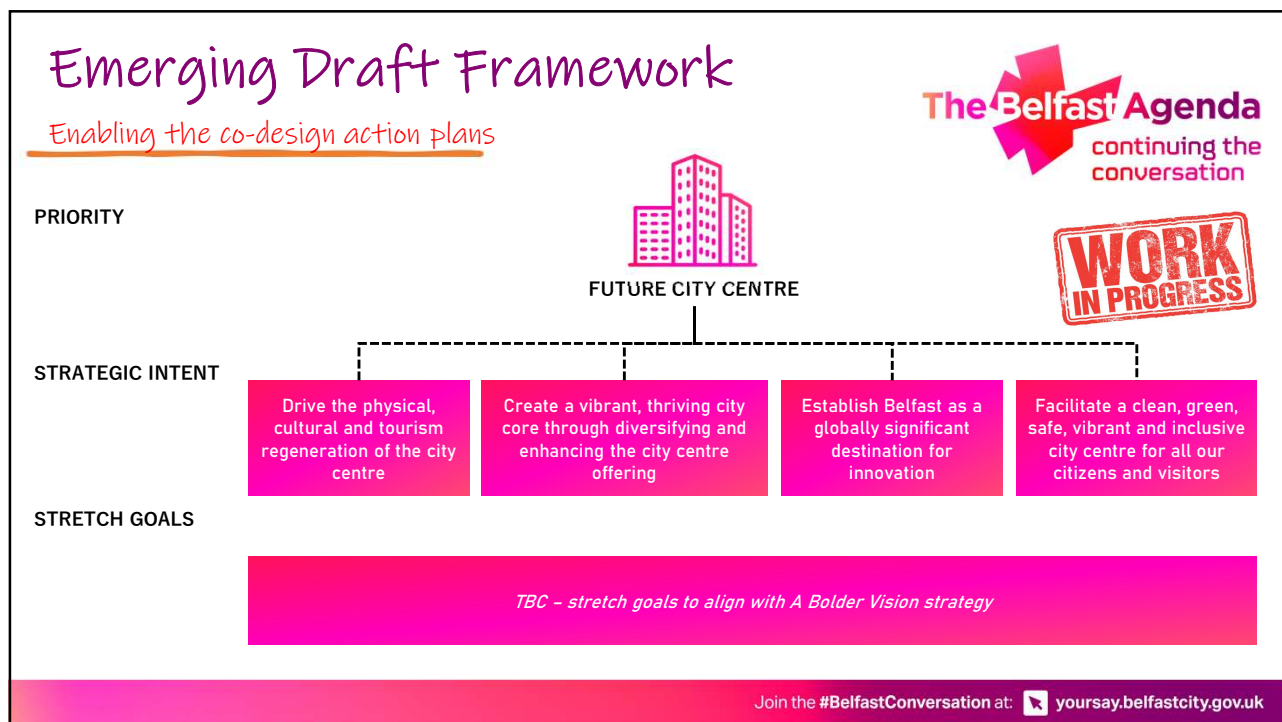 Emerging Draft Framework
Enabling the co-design action plans
The Belfast Agenda
continuing the
conversation
PRIORITY
WORK
IN PROGRESS
FUTURE CITY CENTRE
STRATEGIC INTENT
Drive the physical,
cultural and tourism
regeneration of the city
centre
Create a vibrant, thriving city
core through diversifying and
enhancing the city centre
offering
Establish Belfast as a
globally significant
destination for
innovation
Facilitate a clean, green,
safe, vibrant and inclusive
city centre for all our
citizens and visitors
STRETCH GOALS
TBC – stretch goals to align with A Bolder Vision strategy
Join the #BelfastConversation at: yoursay.belfastcity.gov.uk